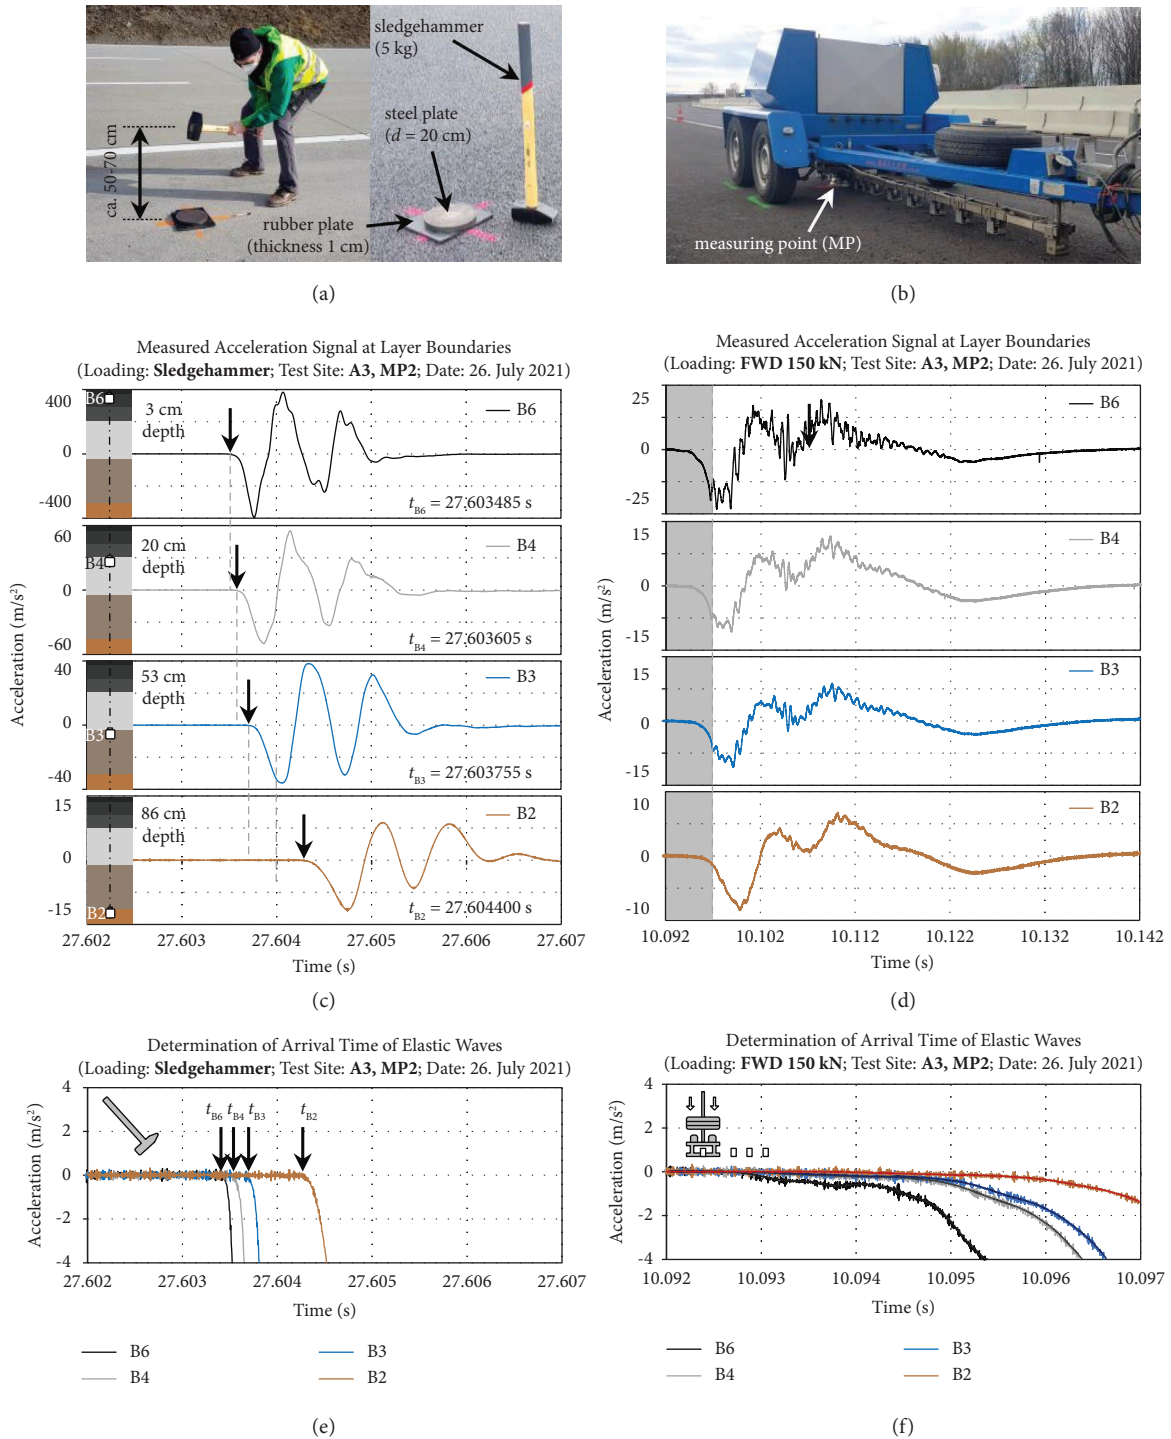 sledgehammer
(5 kg)
steel plate
(d = 20 cm)
ca. 50-70 cm
rubber plate
(thickness 1 cm)
(a)
measuring point (MP)
(b)
Measured Acceleration Signal at Layer Boundaries
(Loading: Sledgehammer; Test Site: A3, MP2; Date: 26. July 2021)
Acceleration (m/s²)
400
0
-400
B6
3 cm
depth
B6
t_B6 = 27.603485 s
60
0
-60
B4
20 cm
depth
B4
t_B4 = 27.603605 s
40
0
-40
B3
53 cm
depth
B3
t_B3 = 27.603755 s
15
0
-15
B2
86 cm
depth
B2
t_B2 = 27.604400 s
27.602 27.603 27.604 27.605 27.606 27.607
Time (s)
(c)
Measured Acceleration Signal at Layer Boundaries
(Loading: FWD 150 kN; Test Site: A3, MP2; Date: 26. July 2021)
Acceleration (m/s²)
25
0
-25
B6
15
0
-15
B4
15
0
-15
B3
10
0
-10
B2
10.092 10.102 10.112 10.122 10.132 10.142
Time (s)
(d)
Determination of Arrival Time of Elastic Waves
(Loading: Sledgehammer; Test Site: A3, MP2; Date: 26. July 2021)
Acceleration (m/s²)
4
2
0
-2
-4
t_B6 t_B4 t_B3 t_B2
27.602 27.603 27.604 27.605 27.606 27.607
Time (s)
B6 B3
B4 B2
(e)
Determination of Arrival Time of Elastic Waves
(Loading: FWD 150 kN; Test Site: A3, MP2; Date: 26. July 2021)
Acceleration (m/s²)
4
2
0
-2
-4
10.092 10.093 10.094 10.095 10.096 10.097
Time (s)
B6 B3
B4 B2
(f)